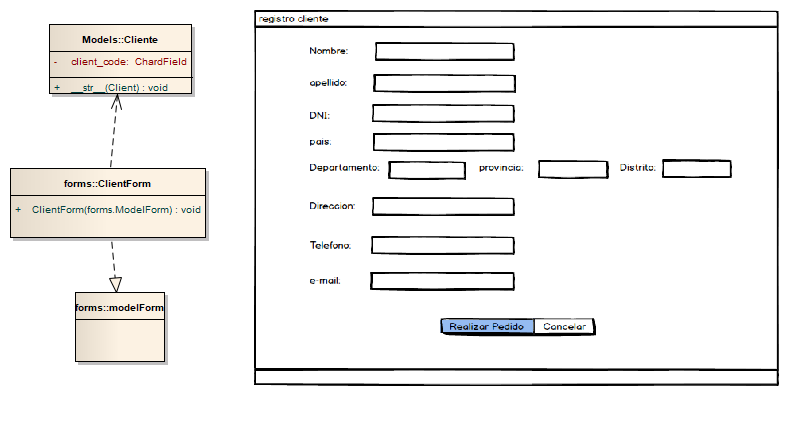 Models::Cliente
- client_code: ChardField
+ __str__(Client) : void
forms::ClientForm
+ ClientForm(forms.ModelForm) : void
forms::modelForm
registro cliente
Nombre:
apellido:
DNI:
pais:
Departamento: provincia: Distrito:
Direccion:
Telefono:
e-mail:
Realizar Pedido Cancelar